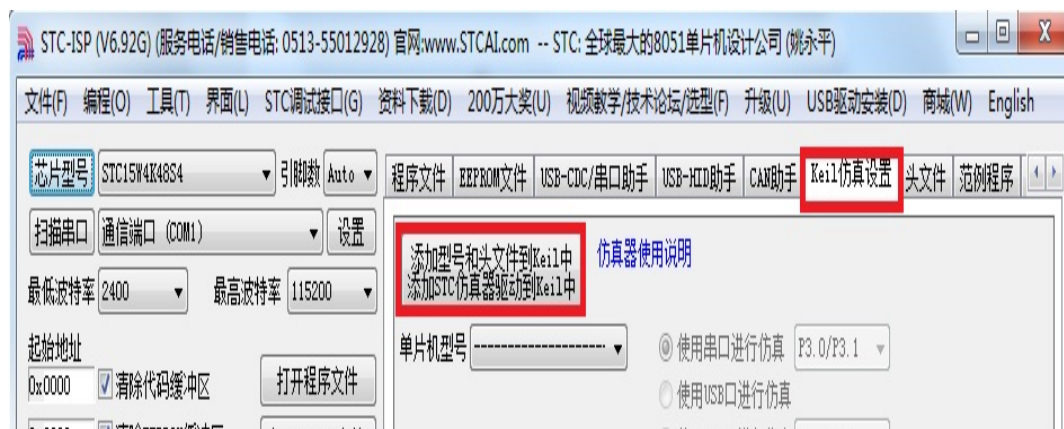 STC-ISP (V6.92G) (服务电话/销售电话: 0513-55012928) 官网:www.STCAI.com -- STC: 全球最大的8051单片机设计公司 (姚永平)
文件(F) 编程(O) 工具(T) 界面(L) STC调试接口(G) 资料下载(D) 200万大奖(U) 视频教学/技术论坛/选型(F) 升级(U) USB驱动安装(D) 商城(W) English
芯片型号 STC15W4K48S4 引脚数 Auto
程序文件 EEPROM文件 USB-CDC/串口助手 USB-HID助手 CAN助手 Keil仿真设置 头文件 范例程序
扫描串口 通信端口 (COM1) 设置
添加型号和头文件到Keil中
添加STC仿真器驱动到Keil中
仿真器使用说明
最低波特率 2400 最高波特率 115200
起始地址
单片机型号 使用串口进行仿真 P3.0/P3.1
0x0000 清除代码缓冲区 打开程序文件
使用USB口进行仿真